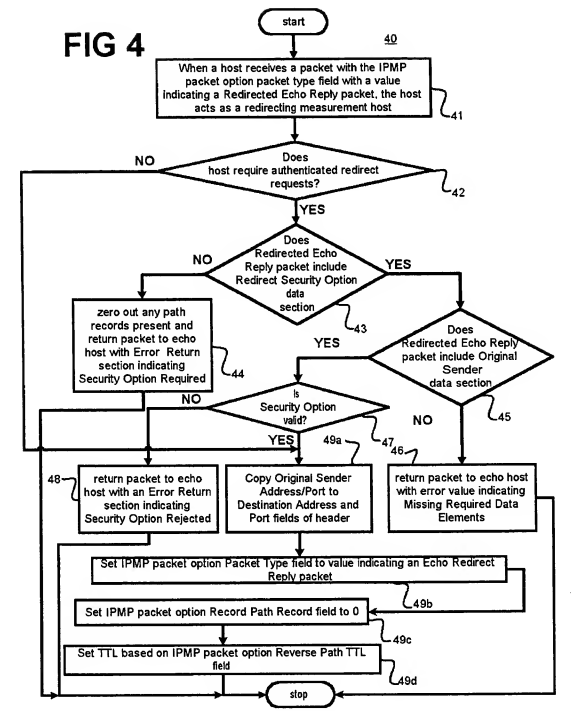 start
FIG 4
40
When a host receives a packet with the IPMP
packet option packet type field with a value
indicating a Redirected Echo Reply packet, the host
acts as a redirecting measurement host
41
NO
Does
host require authenticated redirect
requests?
42
YES
Does
Redirected Echo
Reply packet include
Redirect Security Option
data
section
43
NO
YES
zero out any path
records present and
return packet to echo
host with Error Return
section indicating
Security Option Required
44
YES
Does
Redirected Echo Reply
packet include Original
Sender
data section
45
NO
Is
Security Option
valid?
47
NO
YES
49a
46
48
return packet to echo
host with an Error Return
section indicating
Security Option Rejected
Copy Original Sender
Address/Port to
Destination Address and
Port fields of header
return packet to echo host
with error value indicating
Missing Required Data
Elements
Set IPMP packet option Packet Type field to value indicating an Echo Redirect
Reply packet
49b
Set IPMP packet option Record Path Record field to 0
49c
Set TTL based on IPMP packet option Reverse Path TTL
field
49d
stop